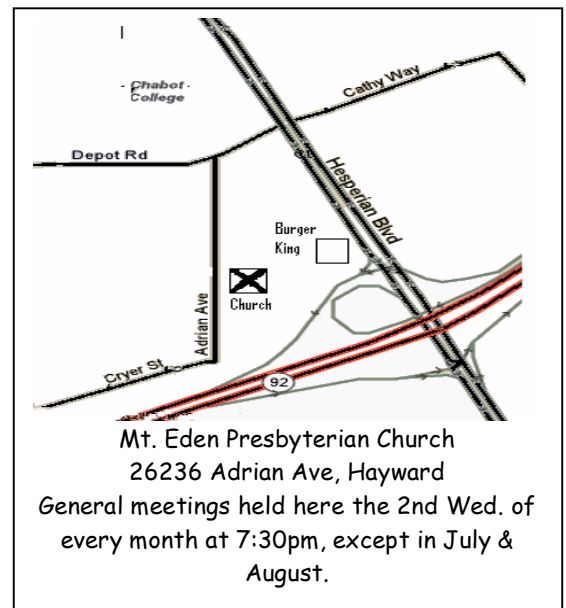 Chabot
College
Cathy Way
Depot Rd
Hesperian Blvd
Burger
King
Church
Adrian Ave
Cryer St
92
Mt. Eden Presbyterian Church
26236 Adrian Ave, Hayward
General meetings held here the 2nd Wed. of
every month at 7:30pm, except in July &
August.